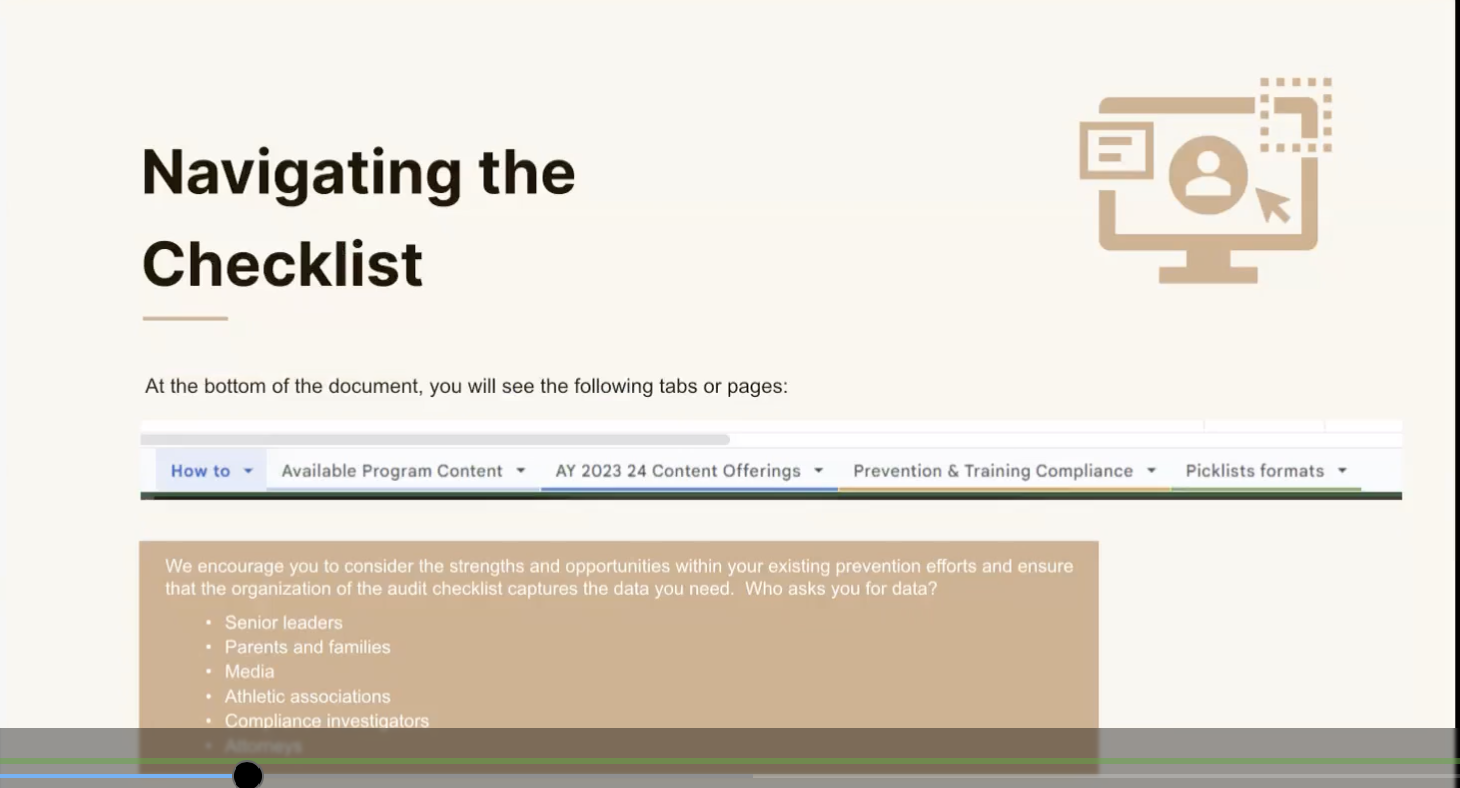 Navigating the
Checklist
At the bottom of the document, you will see the following tabs or pages:
How to Available Program Content AY 2023 24 Content Offerings Prevention & Training Compliance Picklists formats
We encourage you to consider the strengths and opportunities within your existing prevention efforts and ensure
that the organization of the audit checklist captures the data you need.  Who asks you for data?
• Senior leaders
• Parents and families
• Media
• Athletic associations
• Compliance investigators
• Attorneys